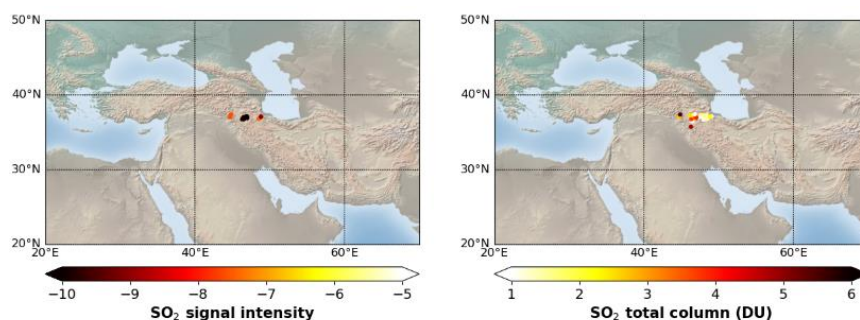 50°N
40°N
30°N
20°N
20°E 40°E 60°E
−10 −9 −8 −7 −6 −5
SO₂ signal intensity
50°N
40°N
30°N
20°N
20°E 40°E 60°E
1 2 3 4 5 6
SO₂ total column (DU)